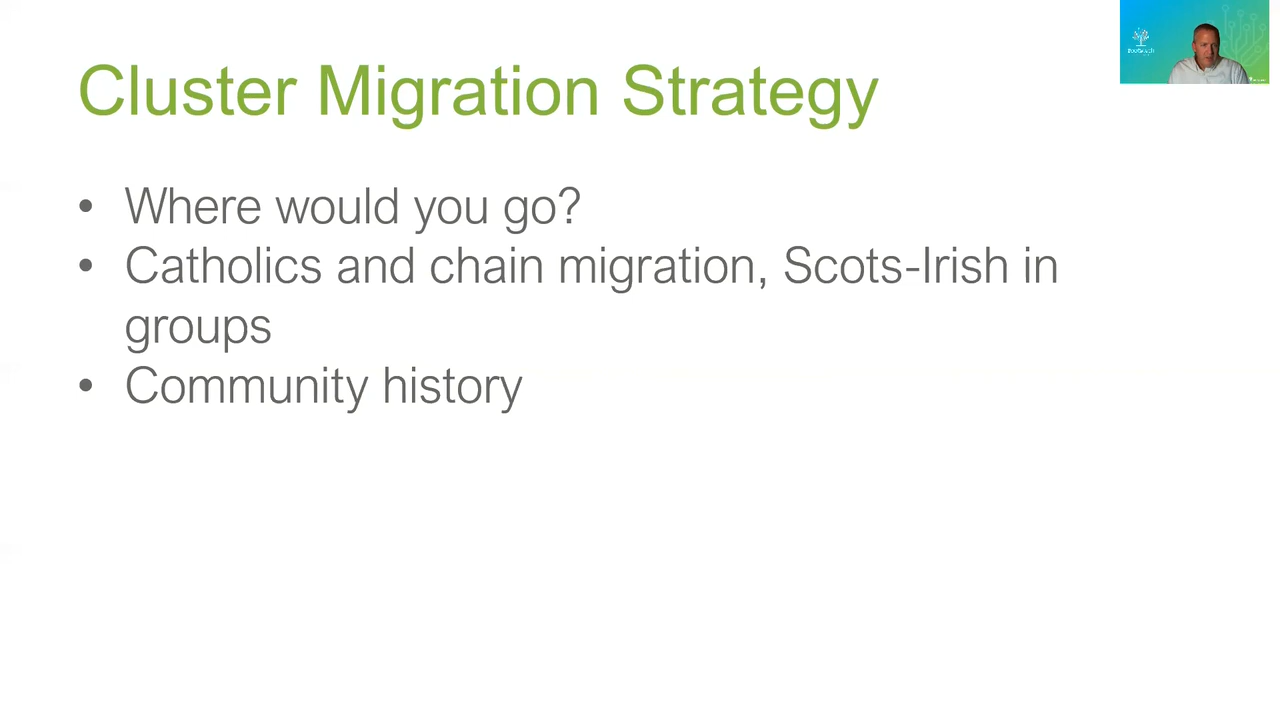 Cluster Migration Strategy
• Where would you go?
• Catholics and chain migration, Scots-Irish in
groups
• Community history